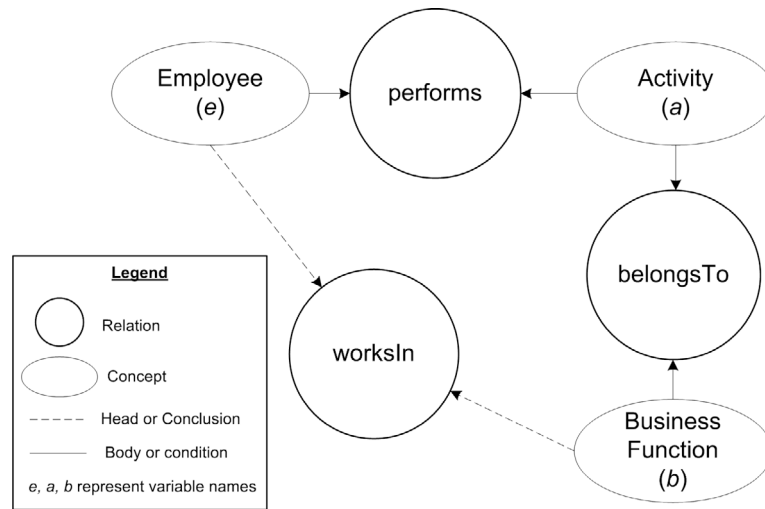 Employee
(e)
performs
Activity
(a)
belongsTo
worksIn
Business
Function
(b)
Legend
Relation
Concept
Head or Conclusion
Body or condition
e, a, b represent variable names